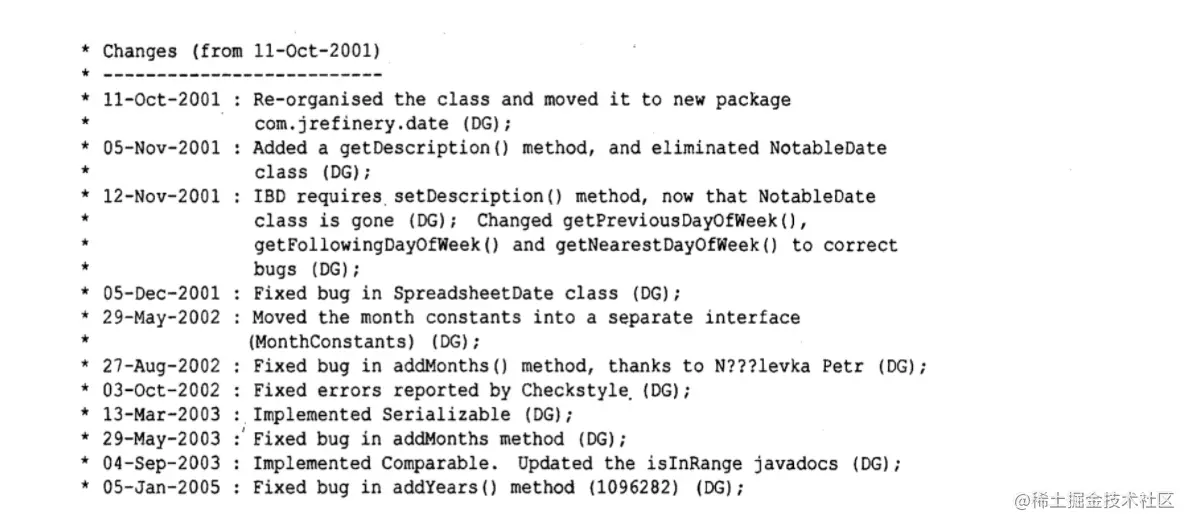 * Changes (from 11-Oct-2001)
* --------------------------
* 11-Oct-2001 : Re-organised the class and moved it to new package
*               com.jrefinery.date (DG);
* 05-Nov-2001 : Added a getDescription() method, and eliminated NotableDate
*               class (DG);
* 12-Nov-2001 : IBD requires setDescription() method, now that NotableDate
*               class is gone (DG);  Changed getPreviousDayOfWeek(),
*               getFollowingDayOfWeek() and getNearestDayOfWeek() to correct
*               bugs (DG);
* 05-Dec-2001 : Fixed bug in SpreadsheetDate class (DG);
* 29-May-2002 : Moved the month constants into a separate interface
*               (MonthConstants) (DG);
* 27-Aug-2002 : Fixed bug in addMonths() method, thanks to N???levka Petr (DG);
* 03-Oct-2002 : Fixed errors reported by Checkstyle (DG);
* 13-Mar-2003 : Implemented Serializable (DG);
* 29-May-2003 : Fixed bug in addMonths method (DG);
* 04-Sep-2003 : Implemented Comparable.  Updated the isInRange javadocs (DG);
* 05-Jan-2005 : Fixed bug in addYears() method (1096282) (DG);
@稀土掘金技术社区